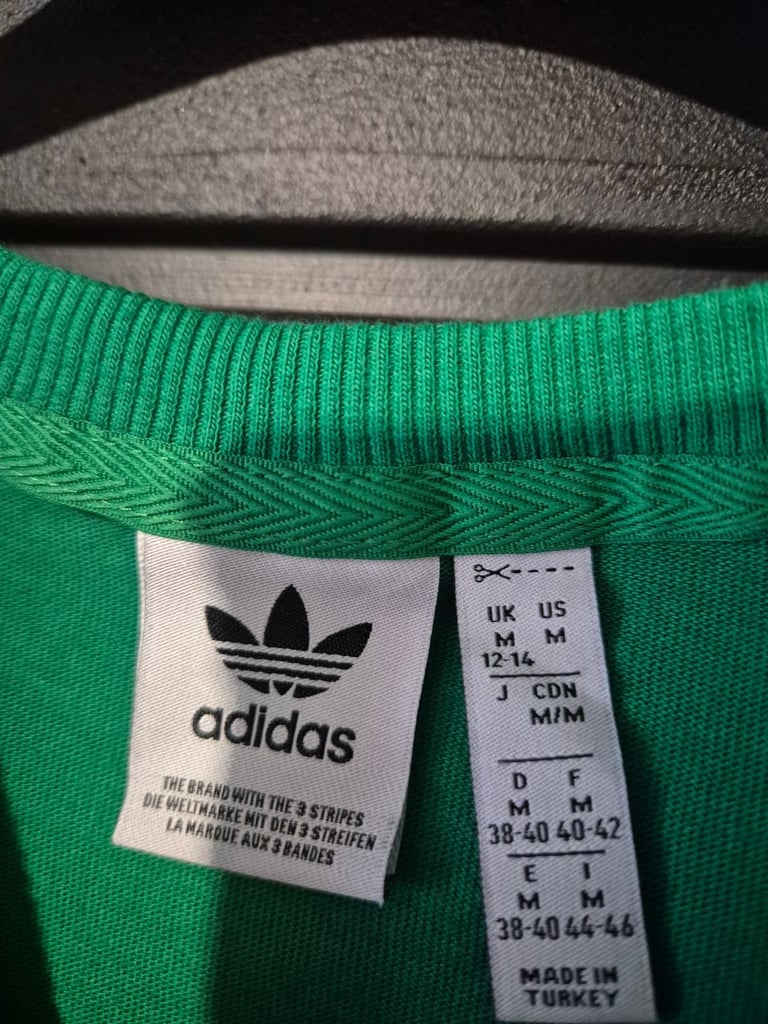 adidas
THE BRAND WITH THE 3 STRIPES
DIE WELTMARKE MIT DEN 3 STREIFEN
LA MARQUE AUX 3 BANDES
UK US
M M
12-14
J CDN
M/M
D F
M M
38-40 40-42
E I
M M
38-40 44-46
MADE IN
TURKEY